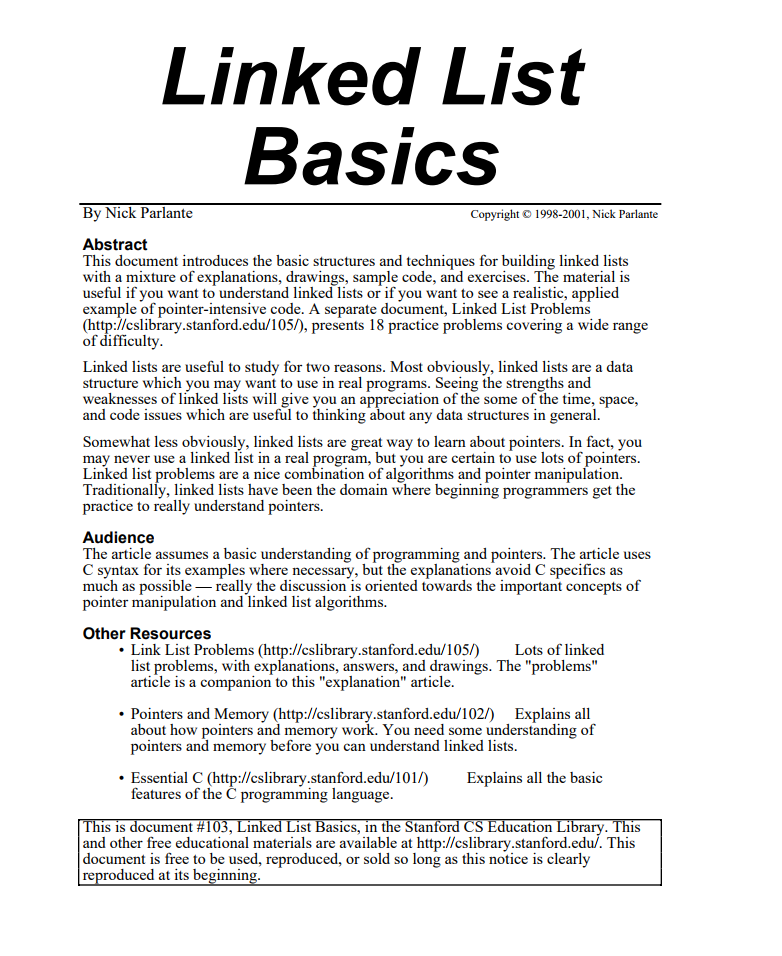 Linked List
Basics
By Nick Parlante Copyright © 1998-2001, Nick Parlante
Abstract
This document introduces the basic structures and techniques for building linked lists
with a mixture of explanations, drawings, sample code, and exercises. The material is
useful if you want to understand linked lists or if you want to see a realistic, applied
example of pointer-intensive code. A separate document, Linked List Problems
(http://cslibrary.stanford.edu/105/), presents 18 practice problems covering a wide range
of difficulty.
Linked lists are useful to study for two reasons. Most obviously, linked lists are a data
structure which you may want to use in real programs. Seeing the strengths and
weaknesses of linked lists will give you an appreciation of the some of the time, space,
and code issues which are useful to thinking about any data structures in general.
Somewhat less obviously, linked lists are great way to learn about pointers. In fact, you
may never use a linked list in a real program, but you are certain to use lots of pointers.
Linked list problems are a nice combination of algorithms and pointer manipulation.
Traditionally, linked lists have been the domain where beginning programmers get the
practice to really understand pointers.
Audience
The article assumes a basic understanding of programming and pointers. The article uses
C syntax for its examples where necessary, but the explanations avoid C specifics as
much as possible — really the discussion is oriented towards the important concepts of
pointer manipulation and linked list algorithms.
Other Resources
• Link List Problems (http://cslibrary.stanford.edu/105/) Lots of linked
list problems, with explanations, answers, and drawings. The "problems"
article is a companion to this "explanation" article.
• Pointers and Memory (http://cslibrary.stanford.edu/102/) Explains all
about how pointers and memory work. You need some understanding of
pointers and memory before you can understand linked lists.
• Essential C (http://cslibrary.stanford.edu/101/) Explains all the basic
features of the C programming language.
This is document #103, Linked List Basics, in the Stanford CS Education Library. This
and other free educational materials are available at http://cslibrary.stanford.edu/. This
document is free to be used, reproduced, or sold so long as this notice is clearly
reproduced at its beginning.